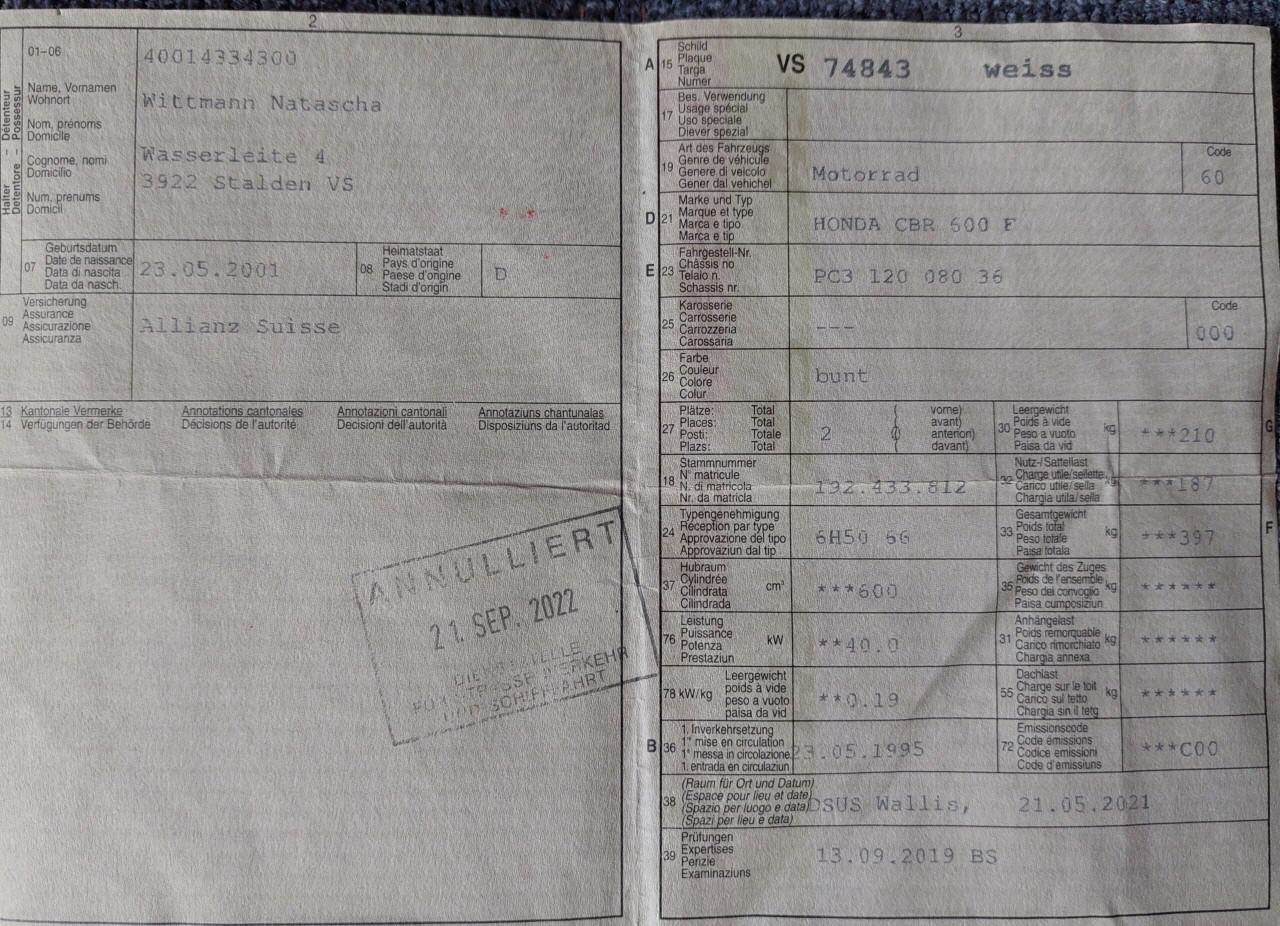 2
01-06
40014334300
Halter - Détenteur
Detentore - Possessur
Name, Vornamen
Wohnort
Nom, prénoms
Domicile
Cognome, nomi
Domicilio
Num, prenums
Domicil
Wittmann Natascha
Wasserleite 4
3922 Stalden VS
07
Geburtsdatum
Date de naissance
Data di nascita
Data da nasch.
23.05.2001
08
Heimatstaat
Pays d'origine
Paese d'origine
Stadi d'origin
D
09
Versicherung
Assurance
Assicurazione
Assicuranza
Allianz Suisse
13 Kantonale Vermerke Annotations cantonales Annotazioni cantonali Annotaziuns chantunalas
14 Verfügungen der Behörde Décisions de l'autorité Decisioni dell'autorità Disposiziuns da l'autoritad
ANNULLIERT
21. SEP. 2022
UND SCHIFFFAHRT
3
A 15
Schild
Plaque
Targa
Numer
VS 74843 weiss
17
Bes. Verwendung
Usage spécial
Uso speciale
Diever spezial
19
Art des Fahrzeugs
Genre de véhicule
Genere di veicolo
Gener dal vehichel
Motorrad
Code
60
D 21
Marke und Typ
Marque et type
Marca e tipo
Marca e tip
HONDA CBR 600 F
E 23
Fahrgestell-Nr.
Châssis no
Telaio n.
Schassis nr.
PC3 120 080 36
25
Karosserie
Carrosserie
Carrozzeria
Carossaria
---
Code
000
26
Farbe
Couleur
Colore
Colur
bunt
27
Plätze: Total
Places: Total
Posti: Totale
Plazs: Total
2
( vorne)
( avant)
( anteriori)
( davant)
0
30
Leergewicht
Poids à vide
Peso a vuoto
Paisa da vid
kg
***210
G
18
Stammnummer
N° matricule
N. di matricola
Nr. da matricla
192.433.812
32
Nutz-/Sattellast
Charge utile/sellette
Carico utile/sella
Chargia utila/sella
kg
***187
24
Typengenehmigung
Réception par type
Approvazione del tipo
Approvaziun dal tip
6H50 66
33
Gesamtgewicht
Poids total
Peso totale
Paisa totala
kg
***397
F
37
Hubraum
Cylindrée
Cilindrata
Cilindrada
cm³
***600
35
Gewicht des Zuges
Poids de l'ensemble
Peso del convoglio
Paisa cumposiziun
kg
******
76
Leistung
Puissance
Potenza
Prestaziun
kW
**40.0
31
Anhängelast
Poids remorquable
Carico rimorchiato
Chargia annexa
kg
******
78 kW/kg
Leergewicht
poids à vide
peso a vuoto
paisa da vid
**0.19
55
Dachlast
Charge sur le toit
Carico sul tetto
Chargia sin il tetg
kg
******
B 36
1. Inverkehrsetzung
1re mise en circulation
1a messa in circolazione
1. entrada en circulaziun
23.05.1995
72
Emissionscode
Code émissions
Codice emissioni
Code d'emissiuns
***C00
38
(Raum für Ort und Datum)
(Espace pour lieu et date)
(Spazio per luogo e data)
(Spazi per lieu e data)
DSUS Wallis, 21.05.2021
39
Prüfungen
Expertises
Perizie
Examinaziuns
13.09.2019 BS